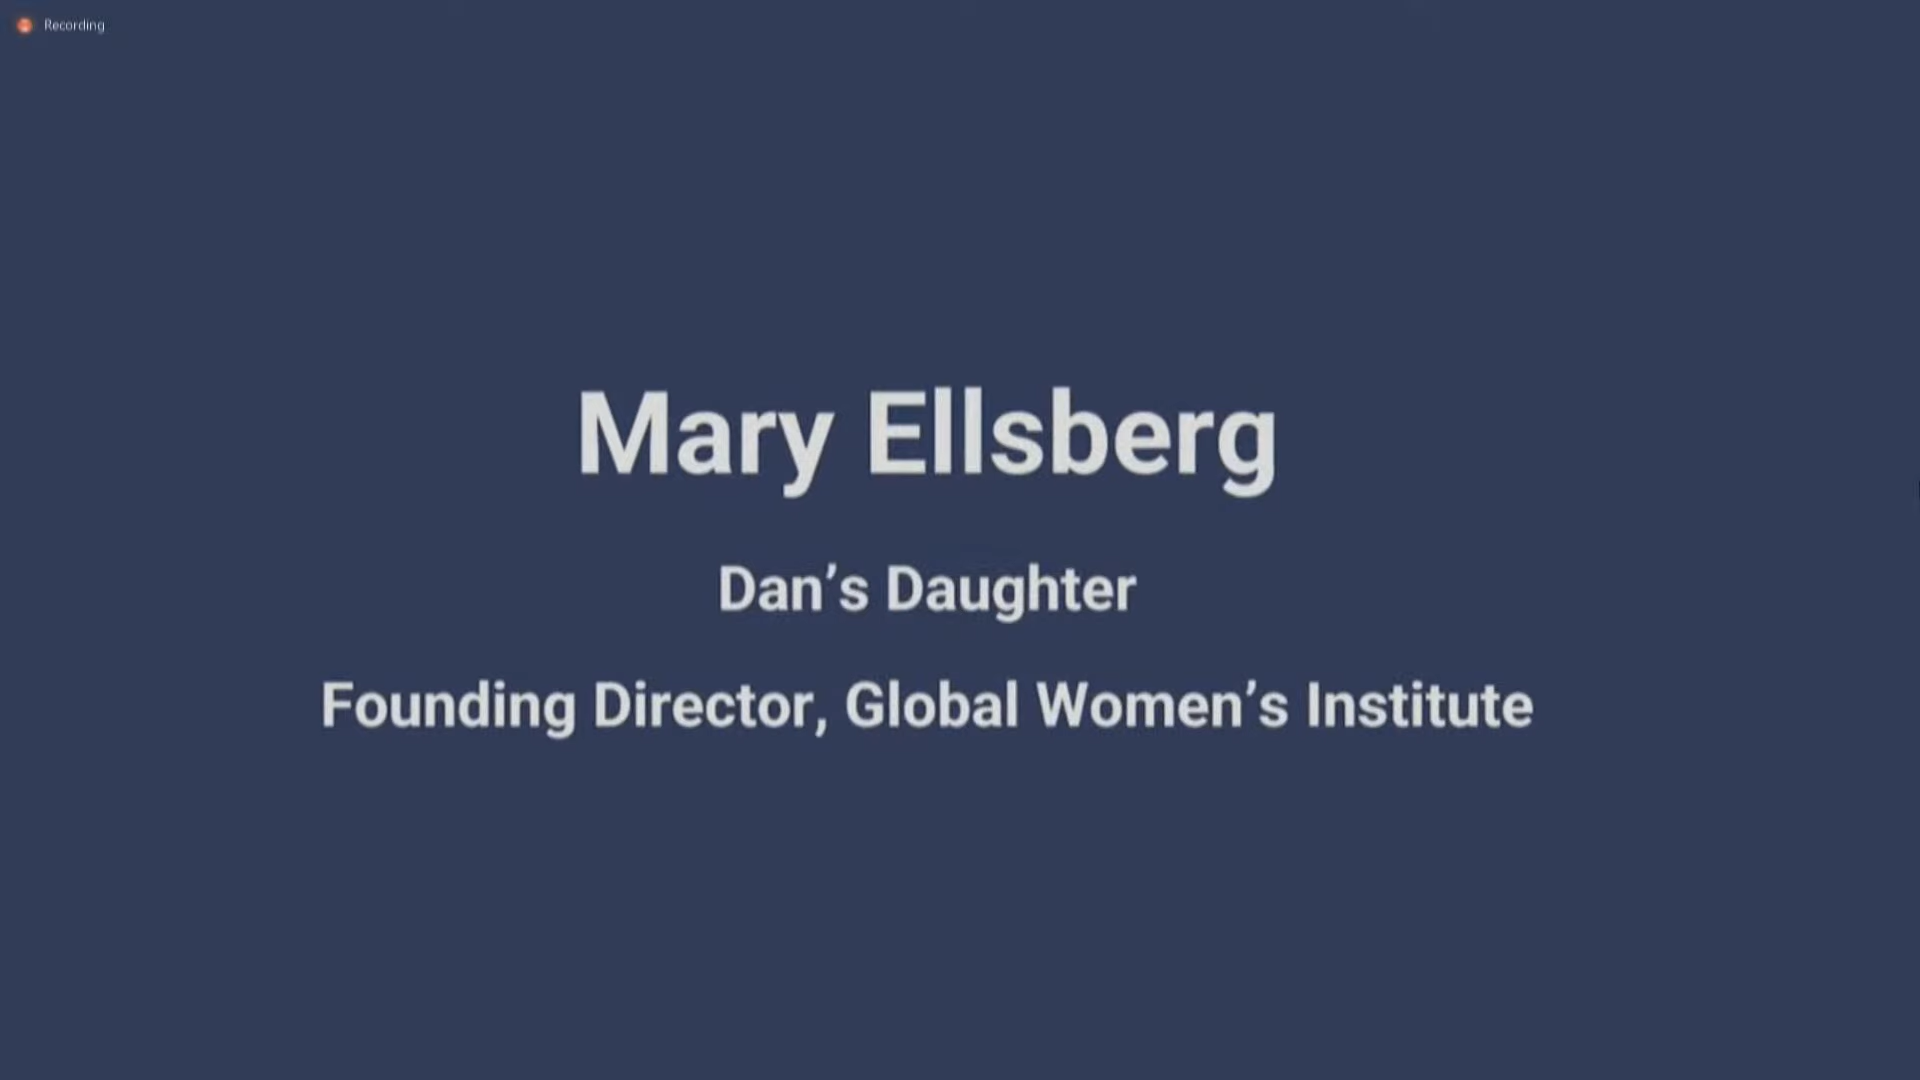 Recording
Mary Ellsberg
Dan’s Daughter
Founding Director, Global Women’s Institute